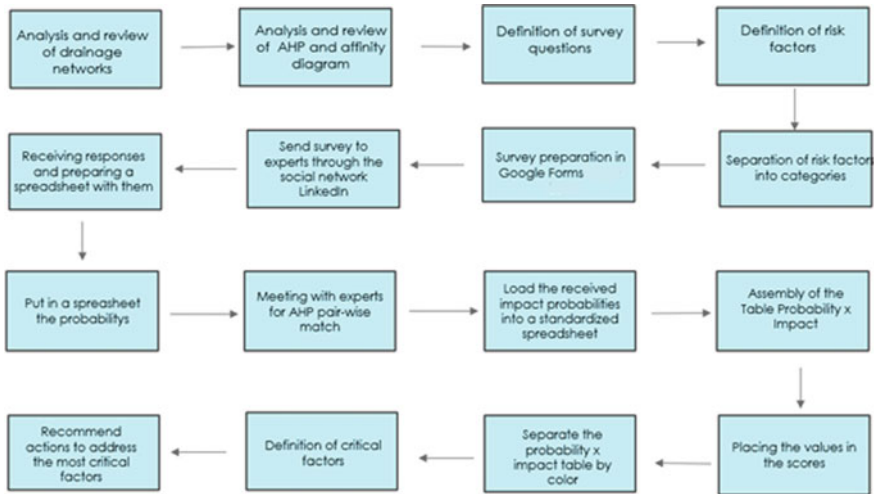 Analysis and review
of drainage
networks
Analysis and review
of AHP and affinity
diagram
Definition of survey
questions
Definition of risk
factors
Separation of risk factors
into categories
Survey preparation in
Google Forms
Send survey to
experts through the
social network
LinkedIn
Receiving responses
and preparing a
spreadsheet with them
Put in a spreasheet
the probabilitys
Meeting with experts
for AHP pair-wise
match
Load the received
impact probabilities
into a standardized
spreadsheet
Assembly of the
Table Probability x
Impact
Placing the values in
the scores
Separate the
probability x
impact table by
color
Definition of critical
factors
Recommend
actions to address
the most critical
factors